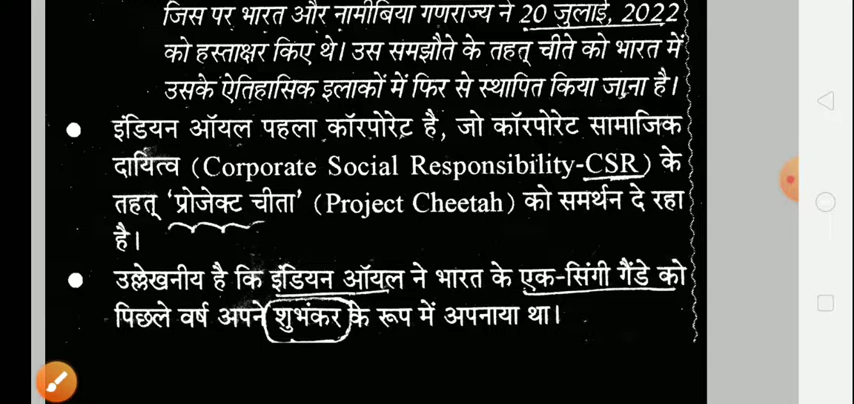 जिस पर भारत और नामीबिया गणराज्य ने 20 जुलाई, 2022
को हस्ताक्षर किए थे। उस समझौते के तहत् चीते को भारत में
उसके ऐतिहासिक इलाकों में फिर से स्थापित किया जाना है।
● इंडियन ऑयल पहला कॉरपोरेट है, जो कॉरपोरेट सामाजिक
दायित्व (Corporate Social Responsibility-CSR) के
तहत् ‘प्रोजेक्ट चीता’ (Project Cheetah) को समर्थन दे रहा
है।
● उल्लेखनीय है कि इंडियन ऑयल ने भारत के एक-सिंगी गैंडे को
पिछले वर्ष अपने शुभंकर के रूप में अपनाया था।